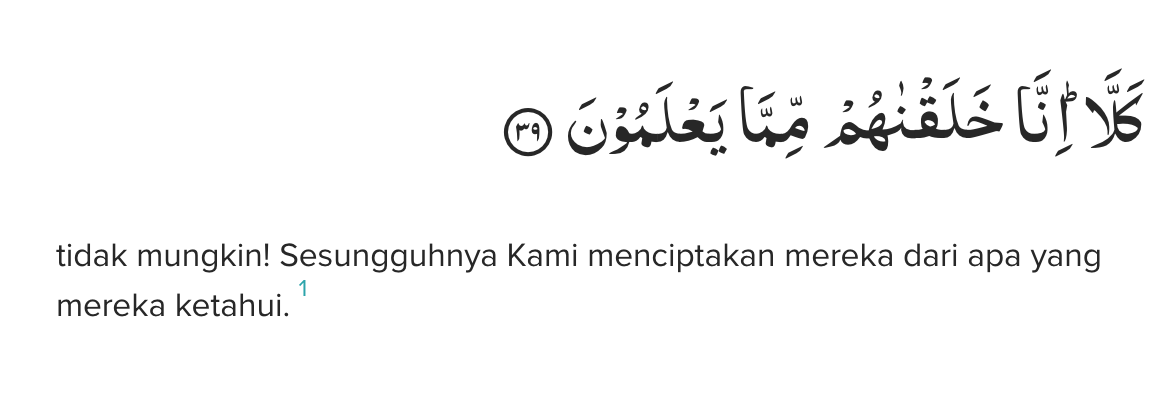 كَلَّاۗ اِنَّا خَلَقْنٰهُمْ مِّمَّا يَعْلَمُوْنَ ٣٩
tidak mungkin! Sesungguhnya Kami menciptakan mereka dari apa yang
mereka ketahui. 1